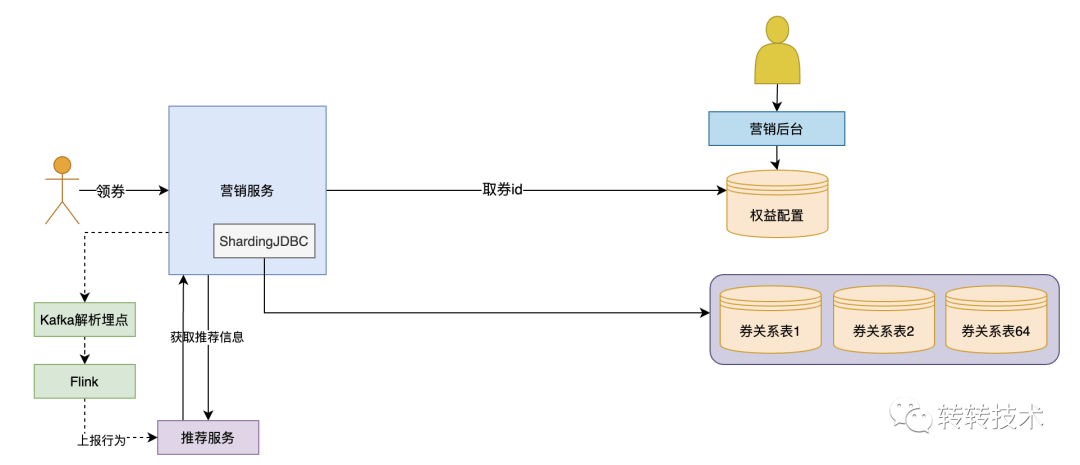 营销后台
领券
营销服务
取券id
权益配置
ShardingJDBC
Kafka解析埋点
获取推荐信息
券关系表1
券关系表2
券关系表64
Flink
上报行为
推荐服务
转转技术